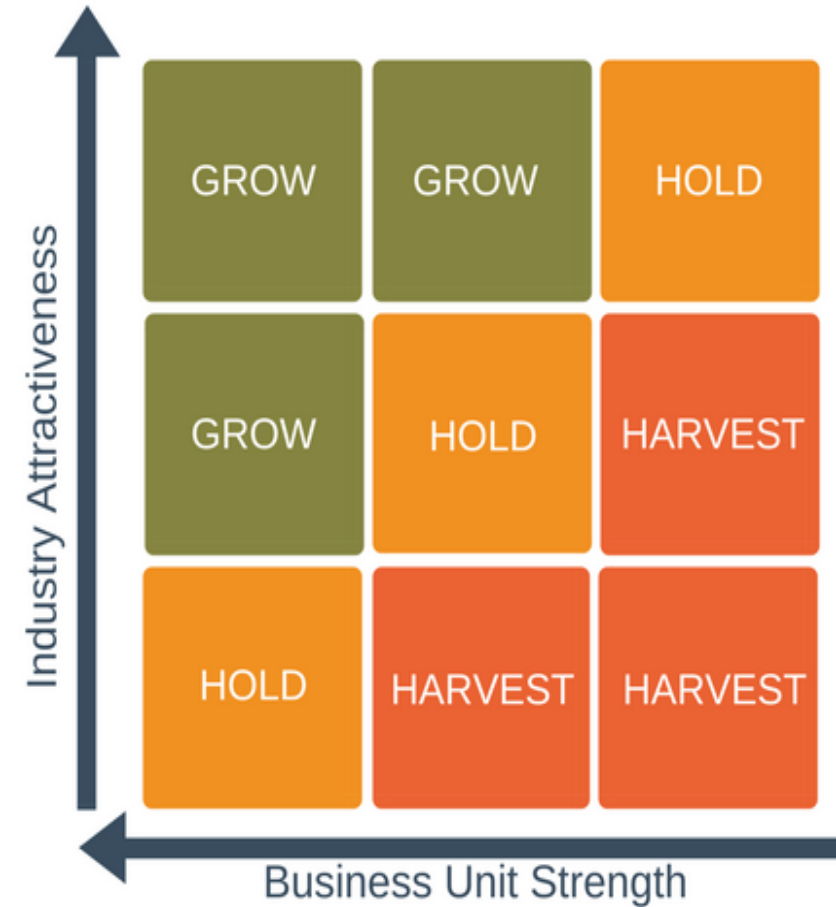 Industry Attractiveness
GROW GROW HOLD
GROW HOLD HARVEST
HOLD HARVEST HARVEST
Business Unit Strength